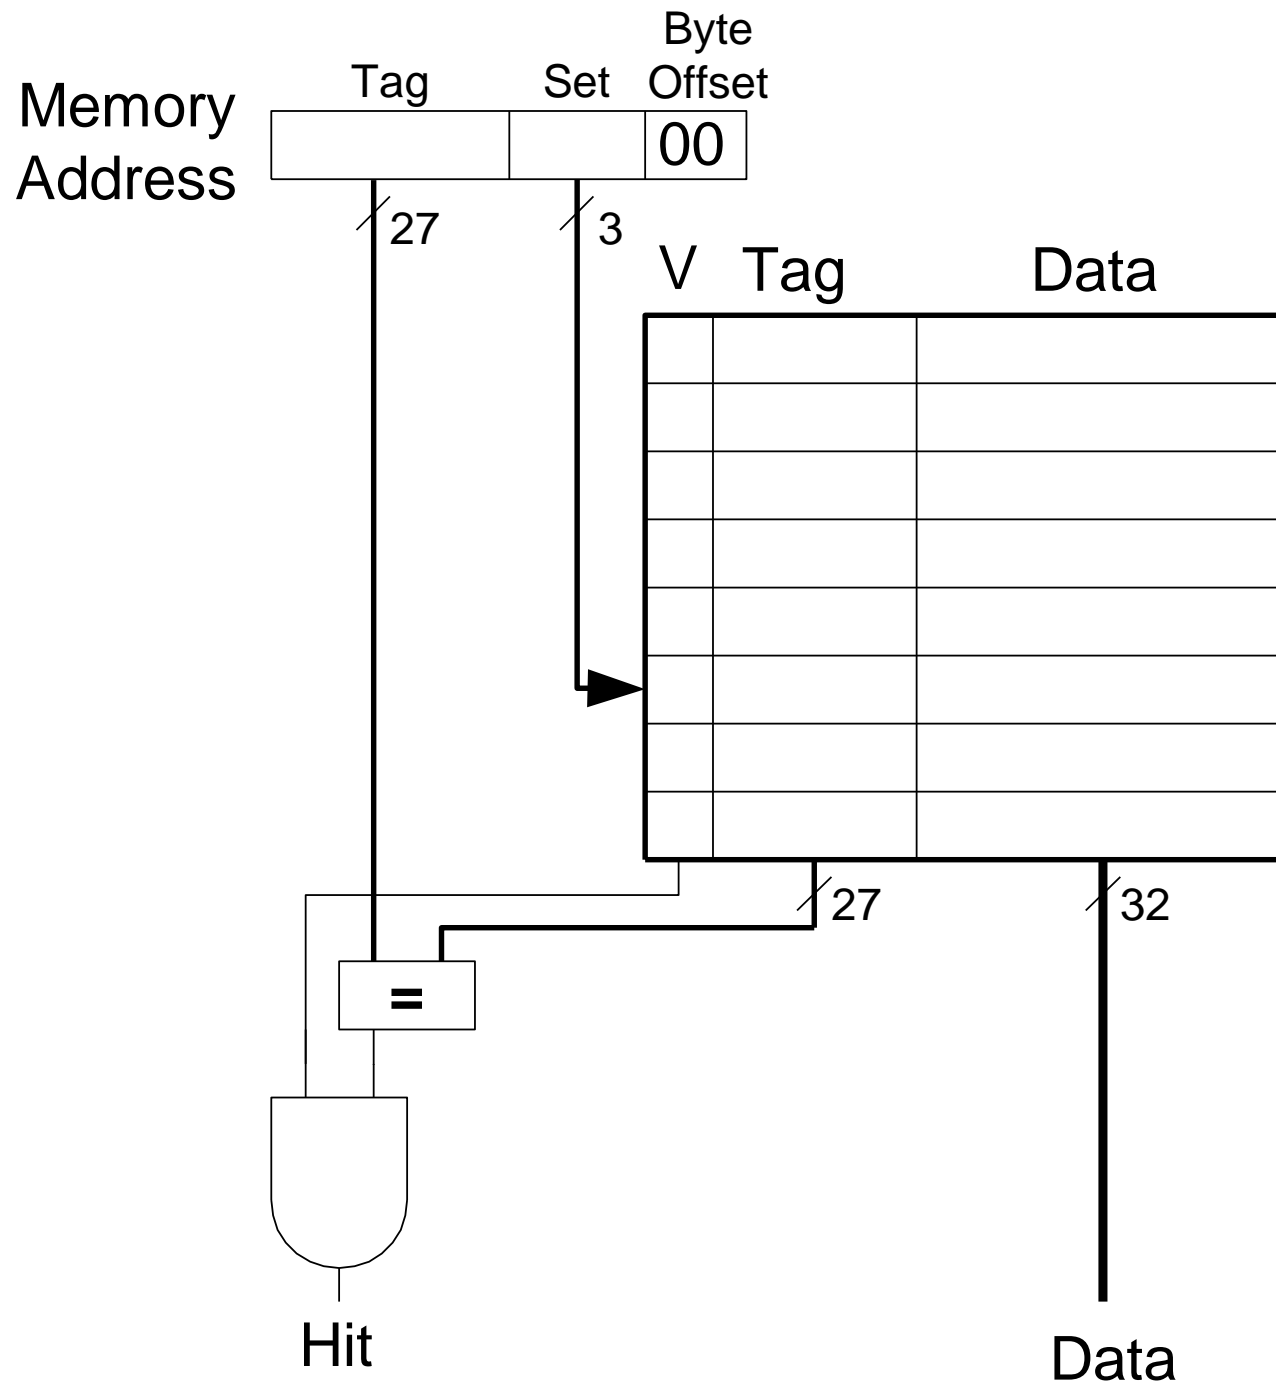 Byte
Tag Set Offset
Memory
Address
00
27 3
V Tag Data
27 32
=
Hit
Data